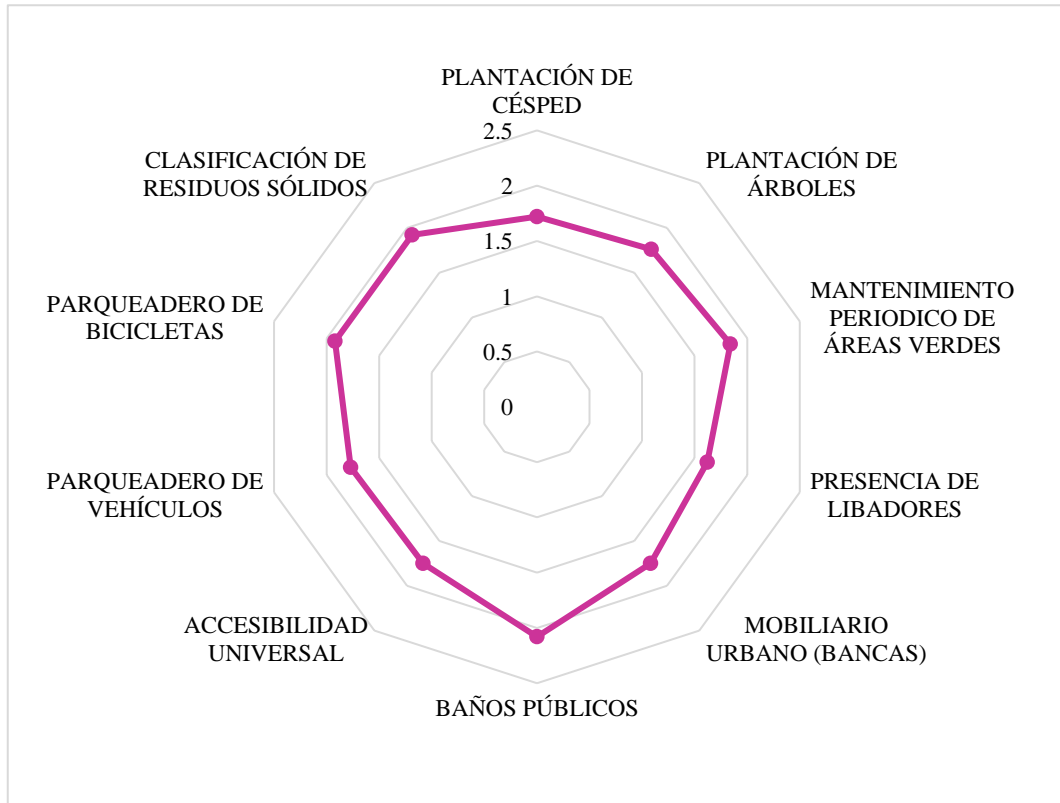 PLANTACIÓN DE
CÉSPED
PLANTACIÓN DE
ÁRBOLES
MANTENIMIENTO
PERIODICO DE
ÁREAS VERDES
PRESENCIA DE
LIBADORES
MOBILIARIO
URBANO (BANCAS)
BAÑOS PÚBLICOS
ACCESIBILIDAD
UNIVERSAL
PARQUEADERO DE
VEHÍCULOS
PARQUEADERO DE
BICICLETAS
CLASIFICACIÓN DE
RESIDUOS SÓLIDOS
2.5
2
1.5
1
0.5
0